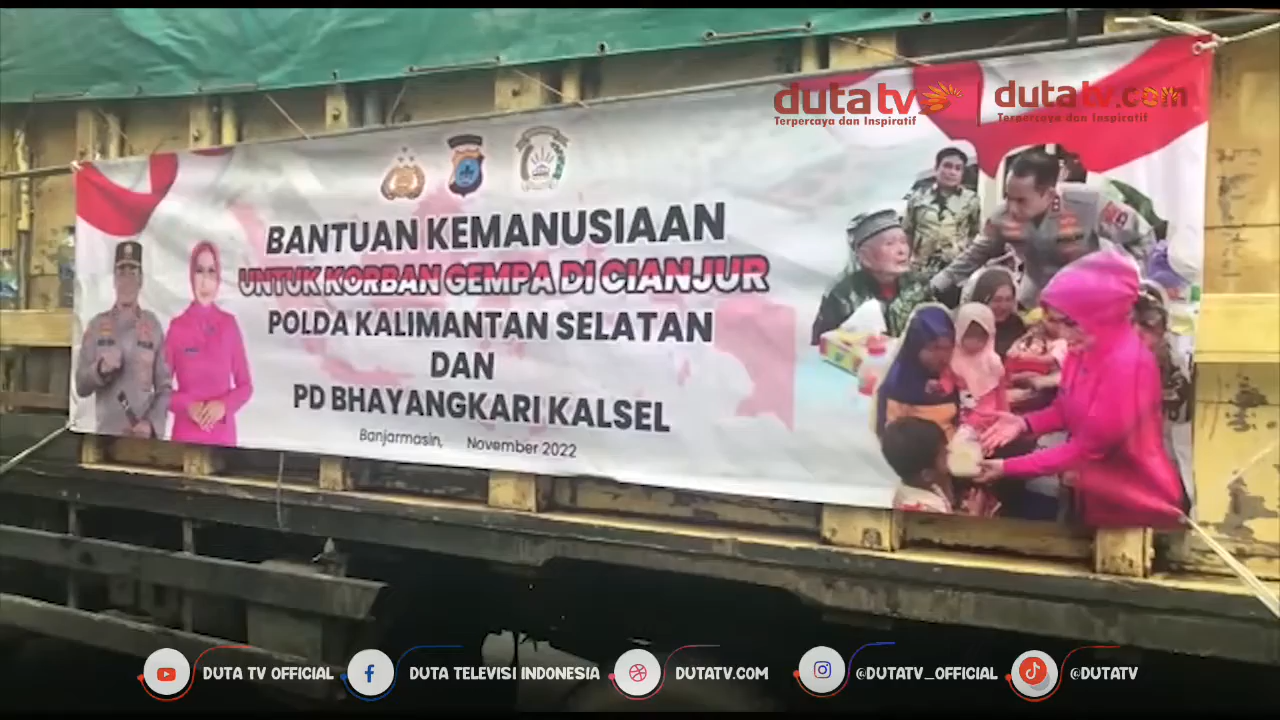 dutatv
Terpercaya dan Inspiratif
dutatv.com
Terpercaya dan Inspiratif
BANTUAN KEMANUSIAAN
UNTUK KORBAN GEMPA DI CIANJUR
POLDA KALIMANTAN SELATAN
DAN
PD BHAYANGKARI KALSEL
Banjarmasin, November 2022
DUTA TV OFFICIAL
DUTA TELEVISI INDONESIA
DUTATV.COM
@DUTATV_OFFICIAL
@DUTATV